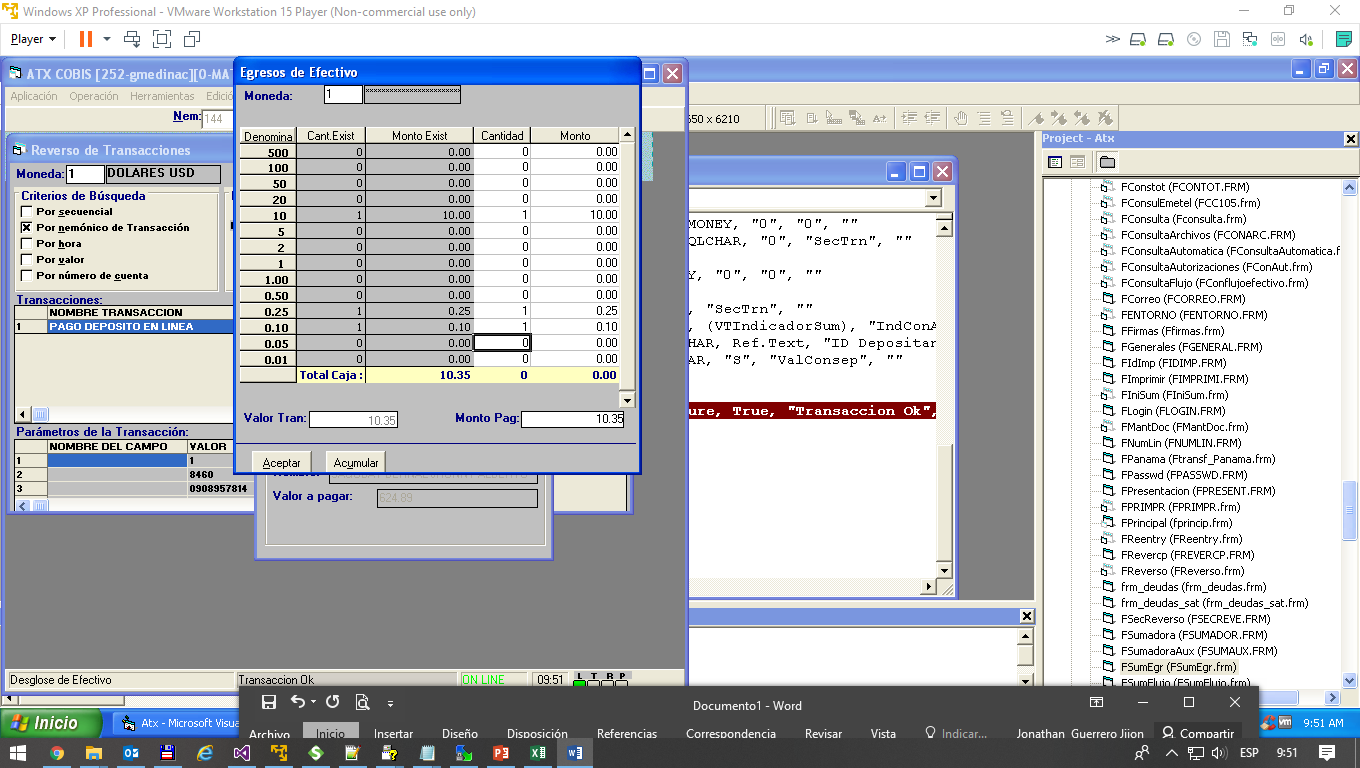 Windows XP Professional - VMware Workstation 15 Player (Non-commercial use only)
Player
ATX COBIS [252-gmedinac][0-MA
Aplicación Operación Herramientas Edició
Nem: 144
650 x 6210
Reverso de Transacciones
Moneda: 1 DOLARES USD
Criterios de Búsqueda
Por secuencial
Por nemónico de Transacción
Por hora
Por valor
Por número de cuenta
Transacciones:
NOMBRE TRANSACCION
1 PAGO DEPOSITO EN LINEA
Parámetros de la Transacción:
NOMBRE DEL CAMPO VALOR
1 1
2 8460
3 0908957814
Egresos de Efectivo
Moneda: 1 ************************
Denomina Cant.Exist Monto Exist Cantidad Monto
500 0 0.00 0 0.00
100 0 0.00 0 0.00
50 0 0.00 0 0.00
20 0 0.00 0 0.00
10 1 10.00 1 10.00
5 0 0.00 0 0.00
2 0 0.00 0 0.00
1 0 0.00 0 0.00
1.00 0 0.00 0 0.00
0.50 0 0.00 0 0.00
0.25 1 0.25 1 0.25
0.10 1 0.10 1 0.10
0.05 0 0.00 0 0.00
0.01 0 0.00 0 0.00
Total Caja : 10.35 0 0.00
Valor Tran: 10.35 Monto Pag: 10.35
Aceptar Acumular
Valor a pagar: 624.89
Desglose de Efectivo Transaccion Ok ON LINE 09:51 L T R P
MONEY, "0", "0", ""
QLCHAR, "0", "SecTrn", ""
Y, "0", "0", ""
, "SecTrn", ""
, (VTIndicadorSum), "IndConA
HAR, Ref.Text, "ID Depositan
AR, "S", "ValConsep", ""
ure, True, "Transaccion Ok",
Project - Atx
FConstot (FCONTOT.FRM)
FConsulEmetel (FCC105.FRM)
FConsulta (Fconsulta.frm)
FConsultaArchivos (FCONARC.FRM)
FConsultaAutomatica (FConsultaAutomatica.f
FConsultaAutorizaciones (FConAut.frm)
FConsultaFlujo (FConflujoefectivo.frm)
FCorreo (FCORREO.FRM)
FENTORNO (FENTORNO.FRM)
FFirmas (Ffirmas.frm)
FGenerales (FGENERAL.FRM)
FIdImp (FIDIMP.FRM)
FImprimir (FIMPRIMI.FRM)
FIniSum (FINISUM.FRM)
FLogin (FLOGIN.FRM)
FMantDoc (FMantDoc.frm)
FNumLin (FNUMLIN.FRM)
FPanama (Ftransf_Panama.frm)
FPasswd (FPASSWD.FRM)
FPresentacion (FPRESENT.FRM)
FPRIMPR (FPRIMPR.frm)
FPrincipal (fprincip.frm)
FReentry (FReentry.frm)
FRevercp (FREVERCP.FRM)
FReverso (FReverso.frm)
frm_deudas (frm_deudas.frm)
frm_deudas_sat (frm_deudas_sat.frm)
FSecReverso (FSECREVE.FRM)
FSumadora (FSUMADOR.FRM)
FSumadoraAux (FSUMAUX.FRM)
FSumEgr (FSumEgr.frm)
FSumFlujo (FSumFlujo.frm)
Inicio Atx - Microsoft Visua 9:51 AM
Documento1 - Word
Archivo Inicio Insertar Diseño Disposición Referencias Correspondencia Revisar Vista Indicar... Jonathan Guerrero Jijon Compartir
ESP 9:51